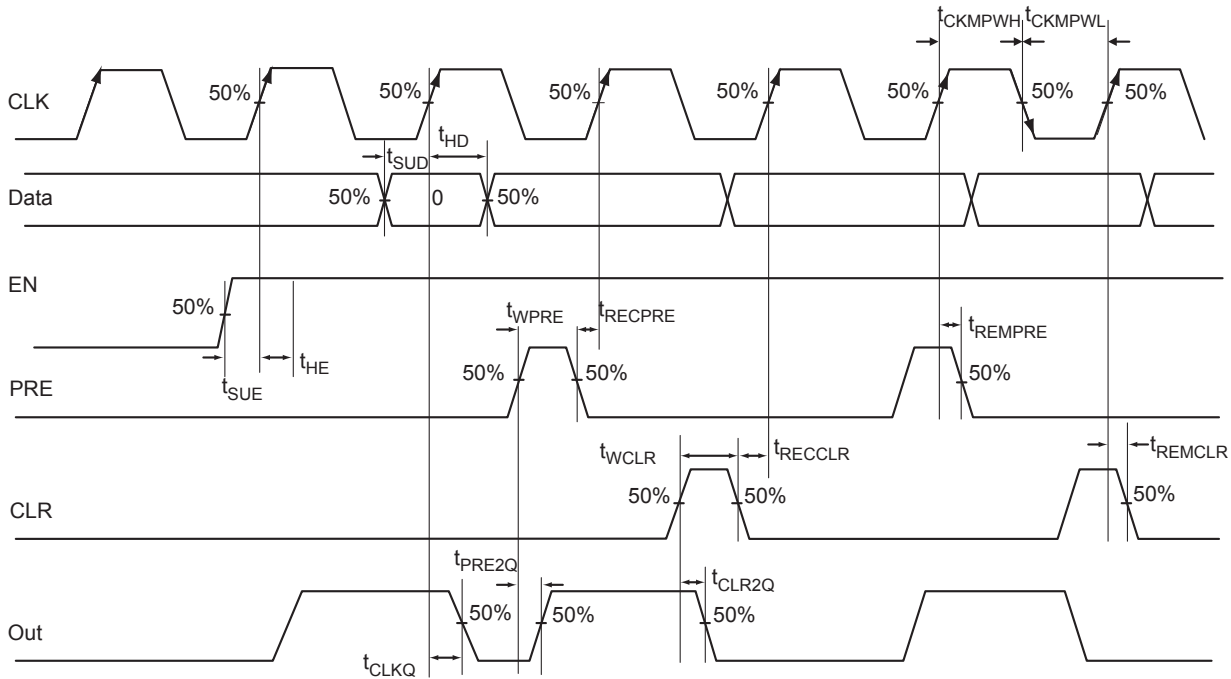 tCKMPWH tCKMPWL
CLK
50% 50% 50% 50% 50% 50% 50%
tSUD tHD
Data
50% 0 50%
EN
50%
tSUE tHE
tWPRE tRECPRE
tREMPRE
PRE
50% 50% 50%
tWCLR tRECCLR
tREMCLR
CLR
50% 50% 50%
tPRE2Q
tCLR2Q
Out
50% 50% 50%
tCLKQ